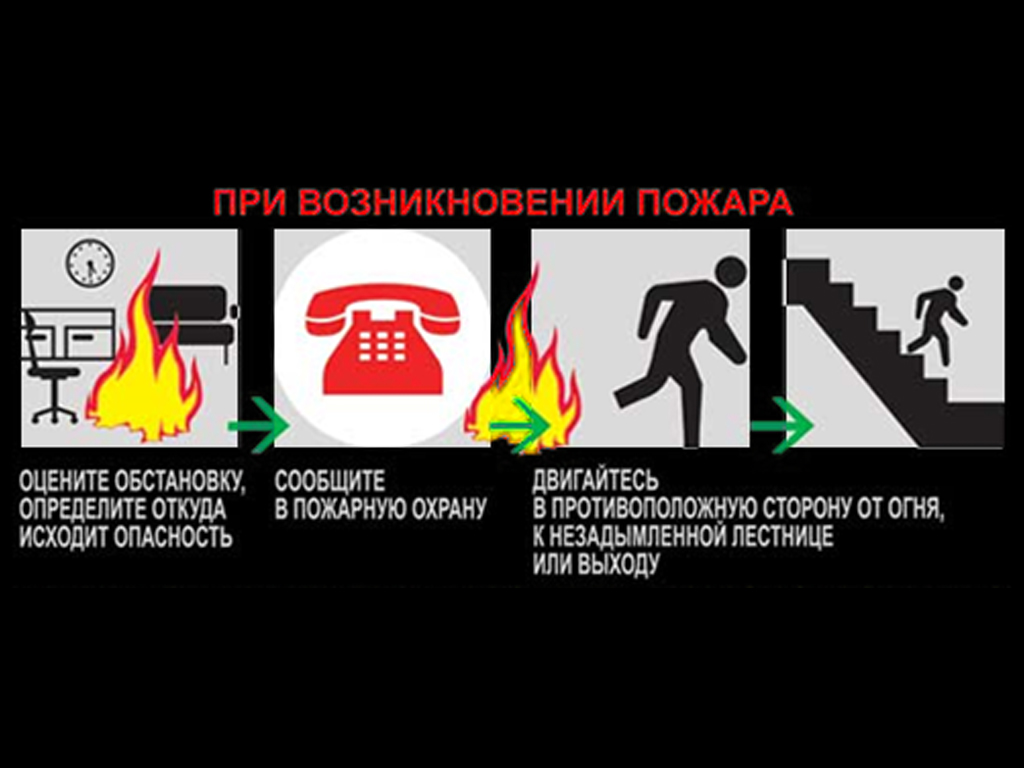 ПРИ ВОЗНИКНОВЕНИИ ПОЖАРА
ОЦЕНИТЕ ОБСТАНОВКУ,
ОПРЕДЕЛИТЕ ОТКУДА
ИСХОДИТ ОПАСНОСТЬ
СООБЩИТЕ
В ПОЖАРНУЮ ОХРАНУ
ДВИГАЙТЕСЬ
В ПРОТИВОПОЛОЖНУЮ СТОРОНУ ОТ ОГНЯ,
К НЕЗАДЫМЛЕННОЙ ЛЕСТНИЦЕ
ИЛИ ВЫХОДУ